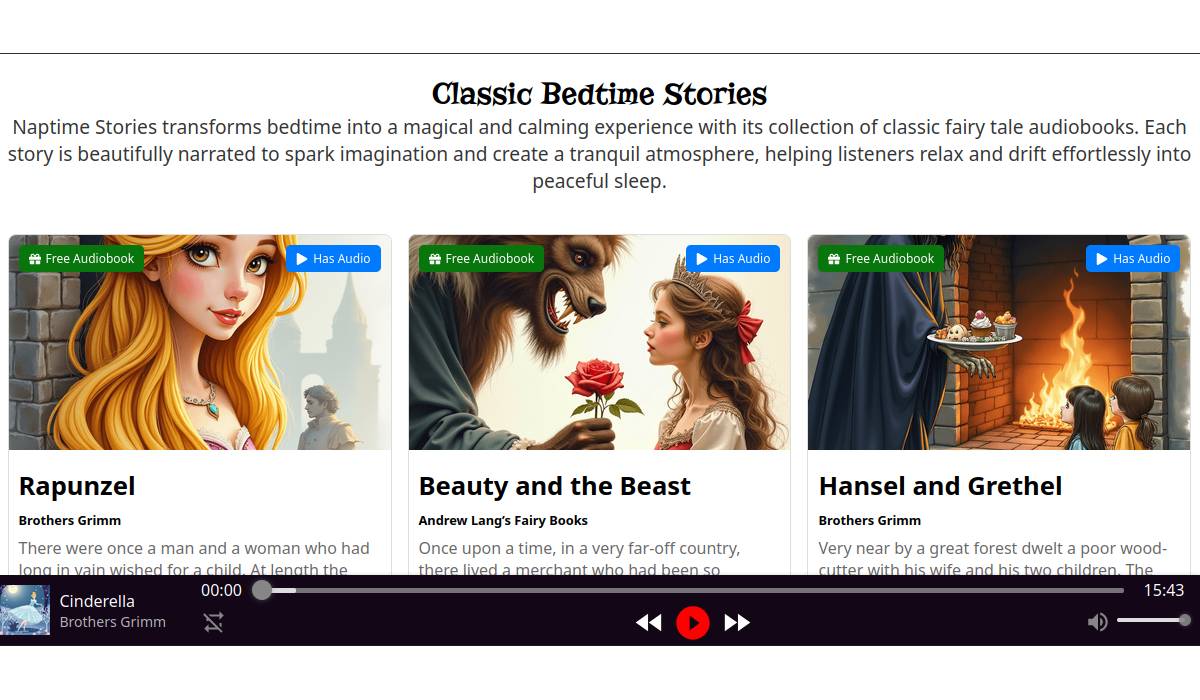 Classic Bedtime Stories
Naptime Stories transforms bedtime into a magical and calming experience with its collection of classic fairy tale audiobooks. Each
story is beautifully narrated to spark imagination and create a tranquil atmosphere, helping listeners relax and drift effortlessly into
peaceful sleep.
Free Audiobook
Has Audio
Rapunzel
Brothers Grimm
There were once a man and a woman who had
long in vain wished for a child. At length the
Free Audiobook
Has Audio
Beauty and the Beast
Andrew Lang’s Fairy Books
Once upon a time, in a very far-off country,
there lived a merchant who had been so
Free Audiobook
Has Audio
Hansel and Grethel
Brothers Grimm
Very near by a great forest dwelt a poor wood-
cutter with his wife and his two children. The
Cinderella
Brothers Grimm
00:00
15:43